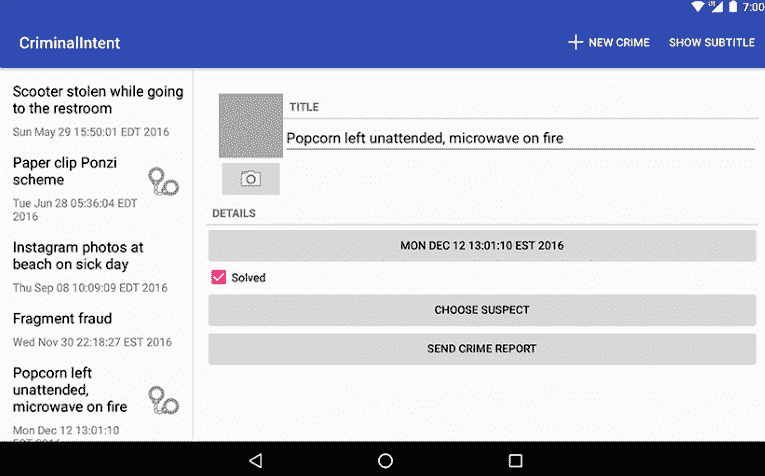 LTE 7:00
CriminalIntent
NEW CRIME
SHOW SUBTITLE
Scooter stolen while going
to the restroom
Sun May 29 15:50:01 EDT 2016
Paper clip Ponzi
scheme
Tue Jun 28 05:36:04 EDT
2016
Instagram photos at
beach on sick day
Thu Sep 08 10:09:09 EDT 2016
Fragment fraud
Wed Nov 30 22:18:27 EST 2016
Popcorn left
unattended,
microwave on fire
Mon Dec 12 13:01:10
EST 2016
TITLE
Popcorn left unattended, microwave on fire
DETAILS
MON DEC 12 13:01:10 EST 2016
Solved
CHOOSE SUSPECT
SEND CRIME REPORT